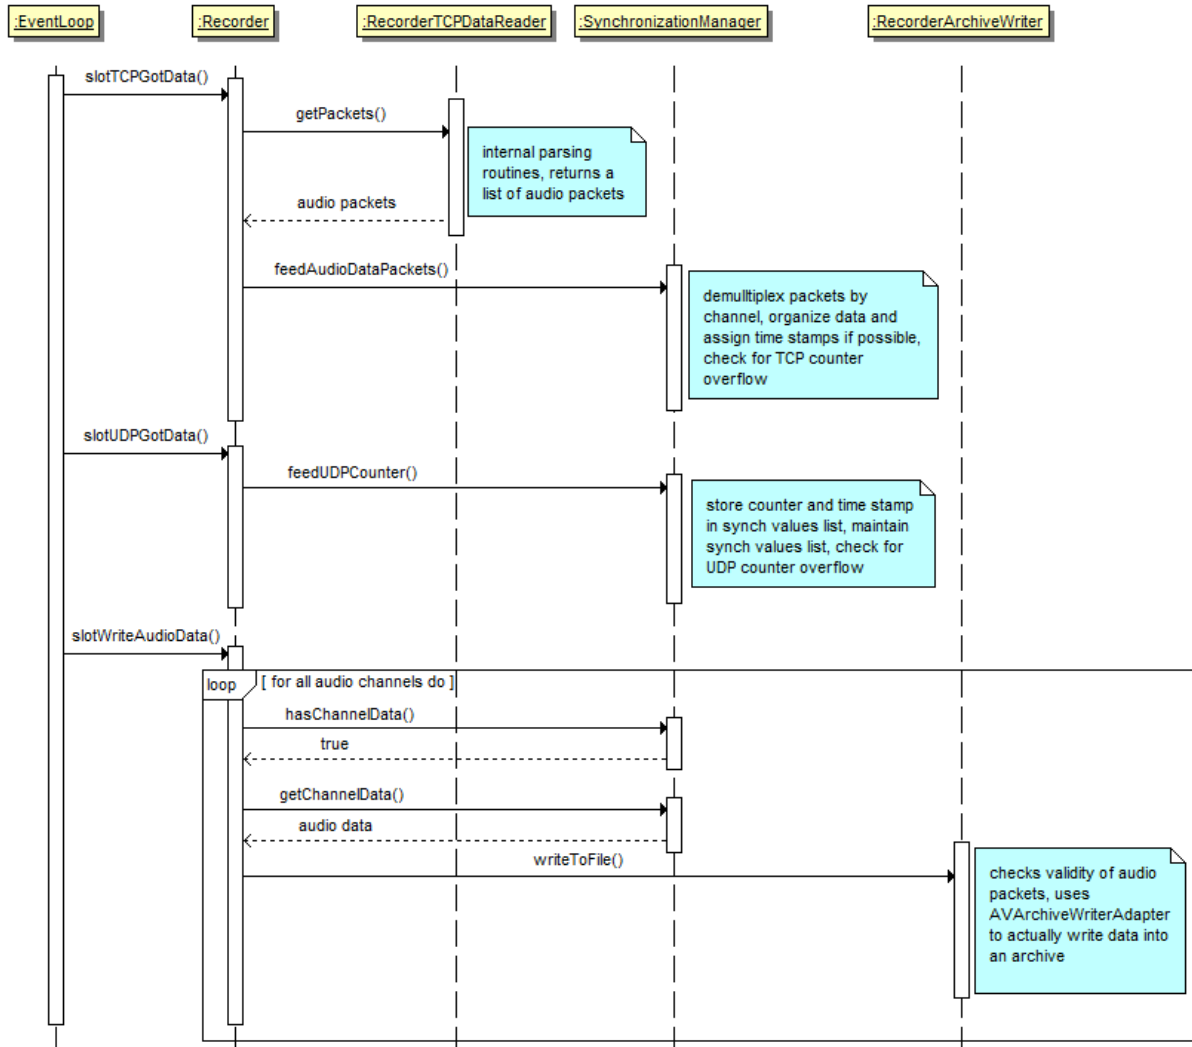 :EventLoop
:Recorder
:RecorderTCPDataReader
:SynchronizationManager
:RecorderArchiveWriter
slotTCPGotData()
getPackets()
internal parsing
routines, returns a
list of audio packets
audio packets
feedAudioDataPackets()
demulltiplex packets by
channel, organize data and
assign time stamps if possible,
check for TCP counter
overflow
slotUDPGotData()
feedUDPCounter()
store counter and time stamp
in synch values list, maintain
synch values list, check for
UDP counter overflow
slotWriteAudioData()
loop
[ for all audio channels do ]
hasChannelData()
true
getChannelData()
audio data
writeToFile()
checks validity of audio
packets, uses
AVArchiveWriterAdapter
to actually write data into
an archive